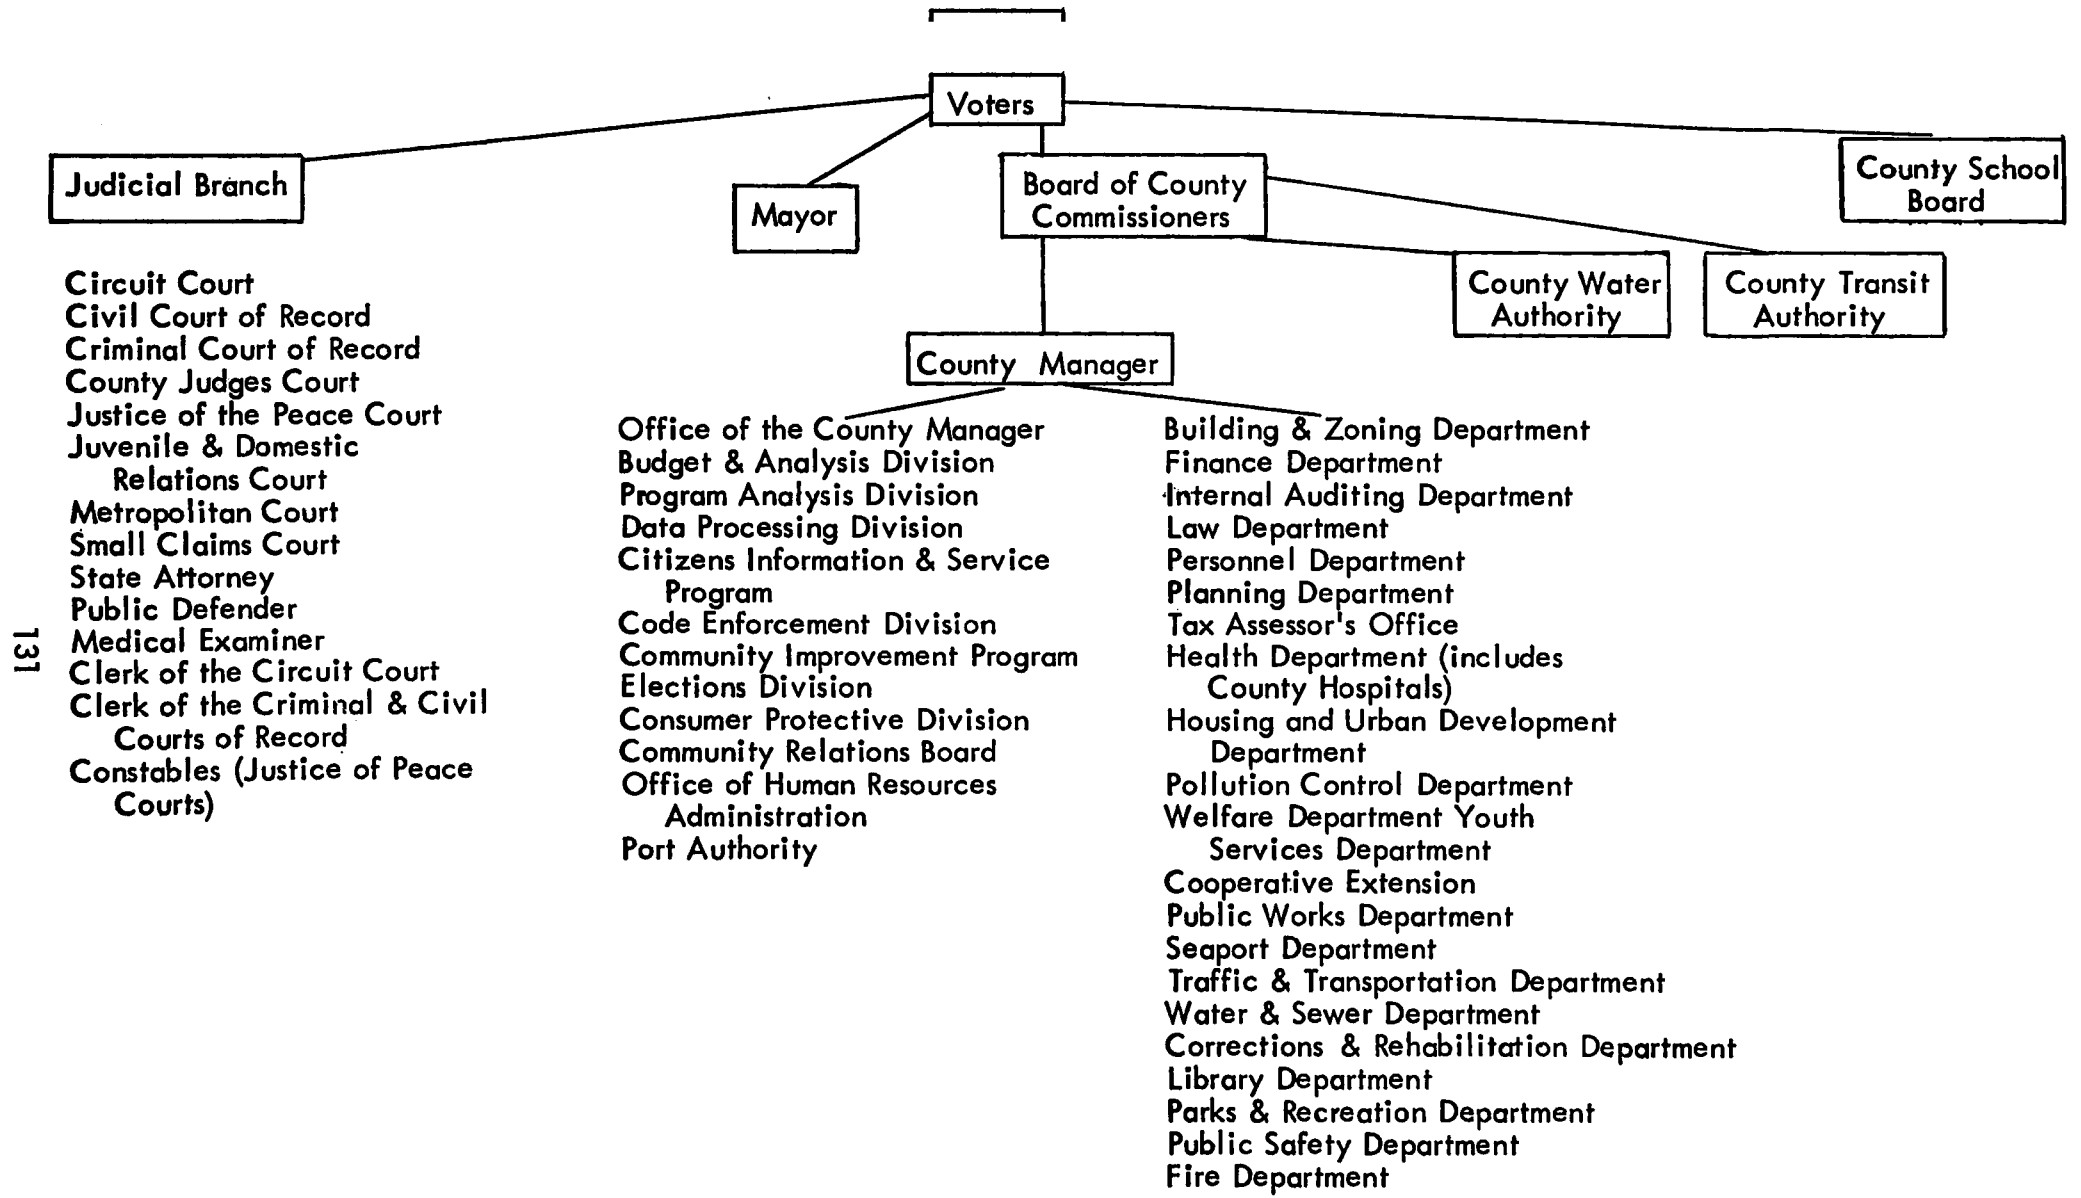 Voters
Judicial Branch
Mayor
Board of County
Commissioners
County School
Board
County Water
Authority
County Transit
Authority
County Manager
Circuit Court
Civil Court of Record
Criminal Court of Record
County Judges Court
Justice of the Peace Court
Juvenile & Domestic
Relations Court
Metropolitan Court
Small Claims Court
State Attorney
Public Defender
Medical Examiner
Clerk of the Circuit Court
Clerk of the Criminal & Civil
Courts of Record
Constables (Justice of Peace
Courts)
Office of the County Manager
Budget & Analysis Division
Program Analysis Division
Data Processing Division
Citizens Information & Service
Program
Code Enforcement Division
Community Improvement Program
Elections Division
Consumer Protective Division
Community Relations Board
Office of Human Resources
Administration
Port Authority
Building & Zoning Department
Finance Department
Internal Auditing Department
Law Department
Personnel Department
Planning Department
Tax Assessor's Office
Health Department (includes
County Hospitals)
Housing and Urban Development
Department
Pollution Control Department
Welfare Department Youth
Services Department
Cooperative Extension
Public Works Department
Seaport Department
Traffic & Transportation Department
Water & Sewer Department
Corrections & Rehabilitation Department
Library Department
Parks & Recreation Department
Public Safety Department
Fire Department
131